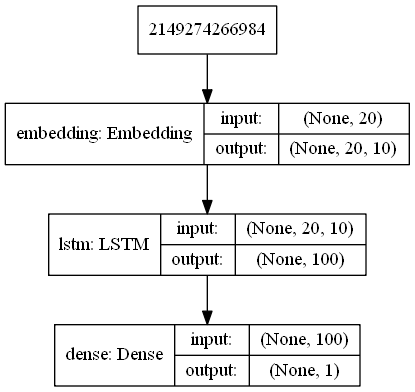 2149274266984
embedding: Embedding
input:
(None, 20)
output:
(None, 20, 10)
lstm: LSTM
input:
(None, 20, 10)
output:
(None, 100)
dense: Dense
input:
(None, 100)
output:
(None, 1)